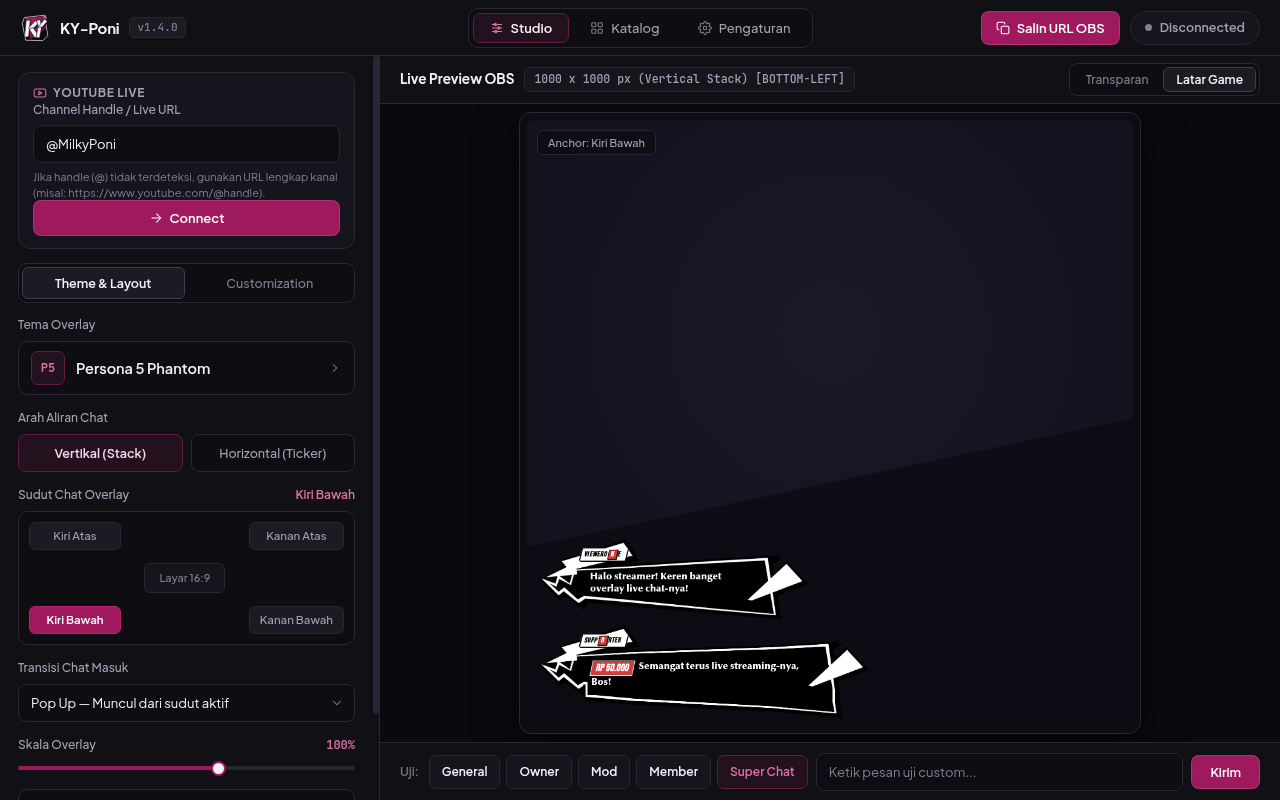 KY-Poni
v1.4.0
Studio
Katalog
Pengaturan
Salin URL OBS
Disconnected
YOUTUBE LIVE
Channel Handle / Live URL
@MilkyPoni
Jika handle (@) tidak terdeteksi, gunakan URL lengkap kanal
(misal: https://www.youtube.com/@handle).
Connect
Theme & Layout
Customization
Tema Overlay
P5
Persona 5 Phantom
Arah Aliran Chat
Vertikal (Stack)
Horizontal (Ticker)
Sudut Chat Overlay
Kiri Bawah
Kiri Atas
Kanan Atas
Layar 16:9
Kiri Bawah
Kanan Bawah
Transisi Chat Masuk
Pop Up — Muncul dari sudut aktif
Skala Overlay
100%
Live Preview OBS
1000 x 1000 px (Vertical Stack) [BOTTOM-LEFT]
Transparan
Latar Game
Anchor: Kiri Bawah
Halo streamer! Keren banget
overlay live chat-nya!
RP 50.000 Semangat terus live streaming-nya,
Bos!
Uji:
General
Owner
Mod
Member
Super Chat
Ketik pesan uji custom...
Kirim